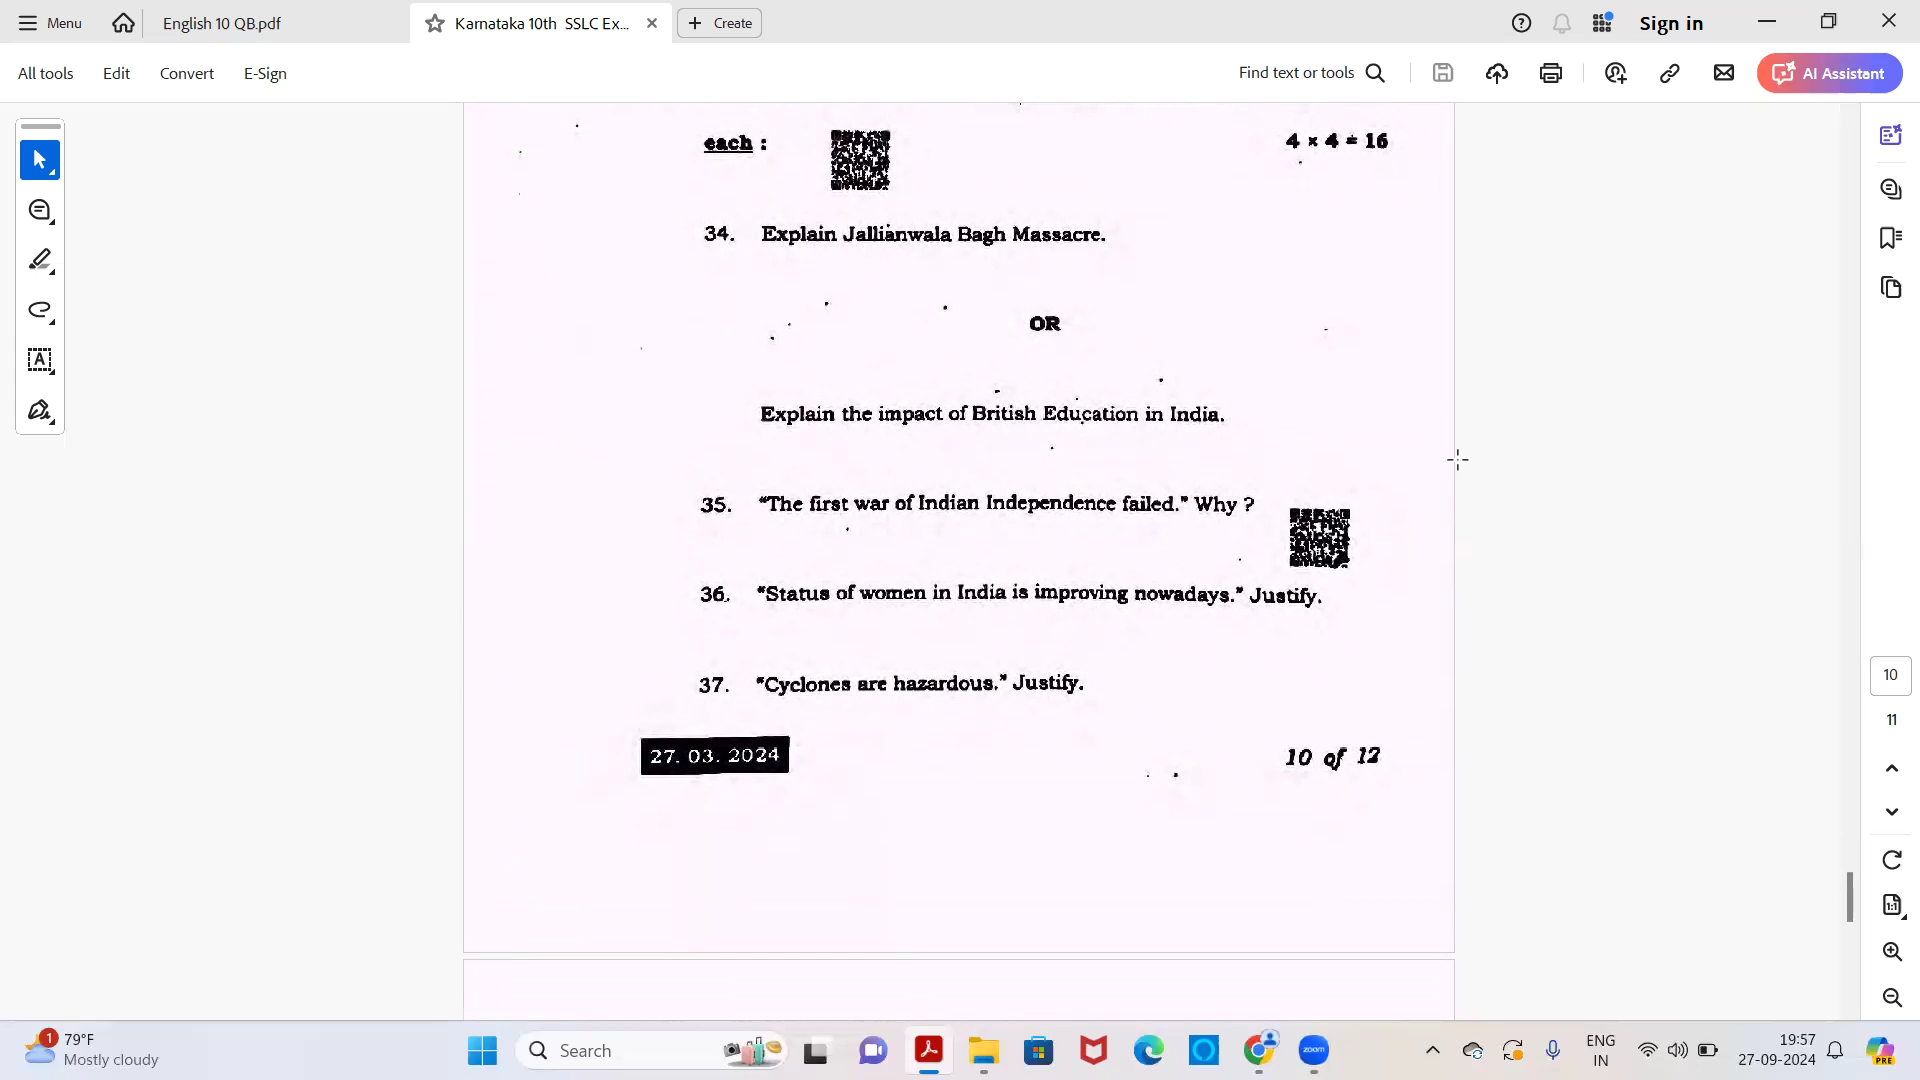 Menu
English 10 QB.pdf
Karnataka 10th SSLC Ex...
Create
Sign in
All tools
Edit
Convert
E-Sign
Find text or tools
AI Assistant
each :
4 × 4 = 16
34. Explain Jallianwala Bagh Massacre.
OR
Explain the impact of British Education in India.
35. "The first war of Indian Independence failed." Why ?
36. "Status of women in India is improving nowadays." Justify.
37. "Cyclones are hazardous." Justify.
27. 03. 2024
10 of 12
10
11
1
79°F
Mostly cloudy
Search
zoom
ENG
IN
19:57
27-09-2024
PRE